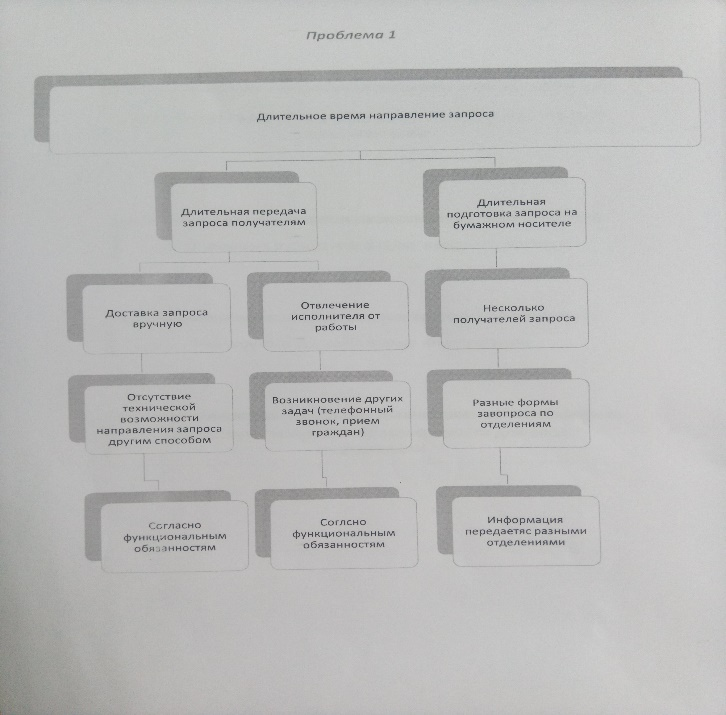 Проблема 1
Длительное время направление запроса
Длительная передача
запроса получателям
Длительная
подготовка запроса на
бумажном носителе
Доставка запроса
вручную
Отвлечение
исполнителя от
работы
Несколько
получателей запроса
Отсутствие
технической
возможности
направления запроса
другим способом
Возникновение других
задач (телефонный
звонок, прием
граждан)
Разные формы
завопроса по
отделениям
Согласно
функциональным
обязанностям
Соглсно
функциональным
обязанностям
Информация
передаетяс разными
отделениями